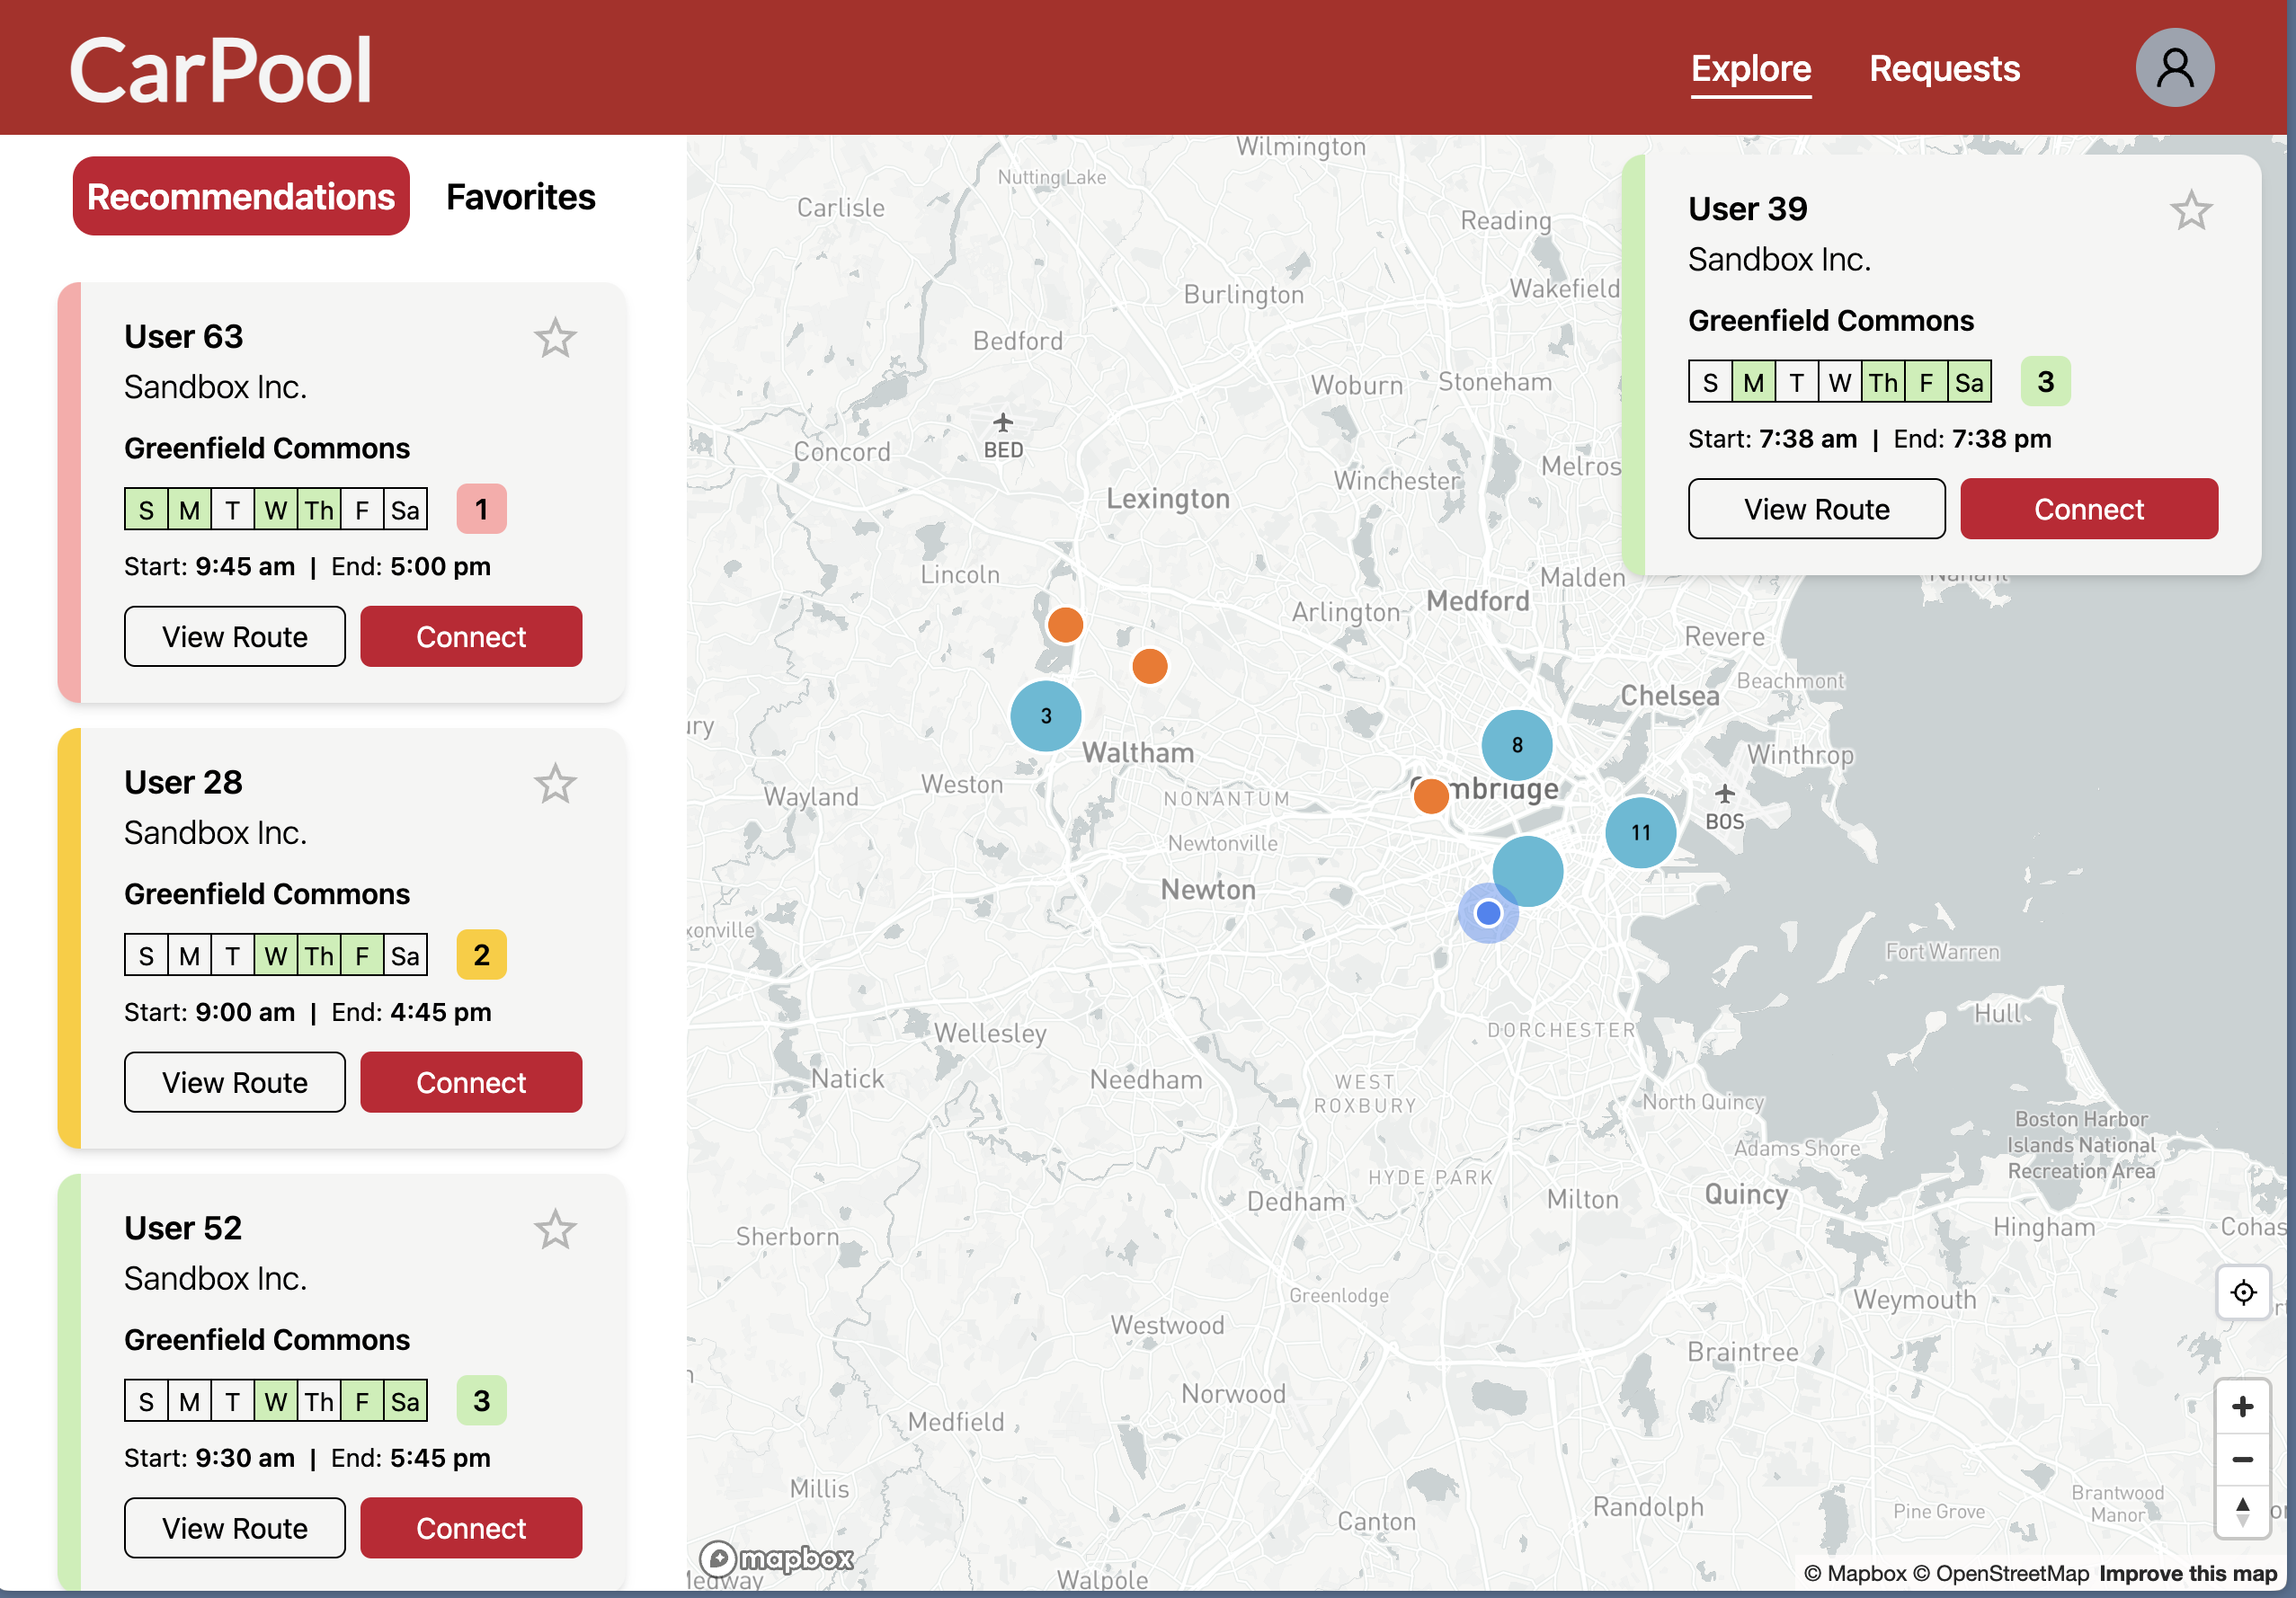 CarPool
Explore
Requests
Recommendations
Favorites
User 63
Sandbox Inc.
Greenfield Commons
S M T W Th F Sa 1
Start: 9:45 am | End: 5:00 pm
View Route
Connect
User 28
Sandbox Inc.
Greenfield Commons
S M T W Th F Sa 2
Start: 9:00 am | End: 4:45 pm
View Route
Connect
User 52
Sandbox Inc.
Greenfield Commons
S M T W Th F Sa 3
Start: 9:30 am | End: 5:45 pm
View Route
Connect
User 39
Sandbox Inc.
Greenfield Commons
S M T W Th F Sa 3
Start: 7:38 am | End: 7:38 pm
View Route
Connect
Wilmington
Nutting Lake
Carlisle
Reading
Wakefield
Burlington
Bedford
Woburn
Stoneham
BED
Concord
Winchester
Melros
Lexington
Lincoln
Malden
Arlington
Medford
Nahant
Revere
Beachmont
Chelsea
3
8
Waltham
Winthrop
Weston
Wayland
NONANTUM
mbridge
BOS
11
Newtonville
Newton
xonville
Fort Warren
Hull
DORCHESTER
Wellesley
Natick
Needham
WEST
ROXBURY
North Quincy
Boston Harbor
Islands National
Recreation Area
Adams Shore
HYDE PARK
Quincy
Dedham
Milton
Sherborn
Hingham
Cohas
Greenlodge
Weymouth
Westwood
Braintree
Norwood
Medfield
Millis
Randolph
Pine Grove
Brantwood
Manor
Canton
mapbox
Medway
Walpole
© Mapbox © OpenStreetMap Improve this map